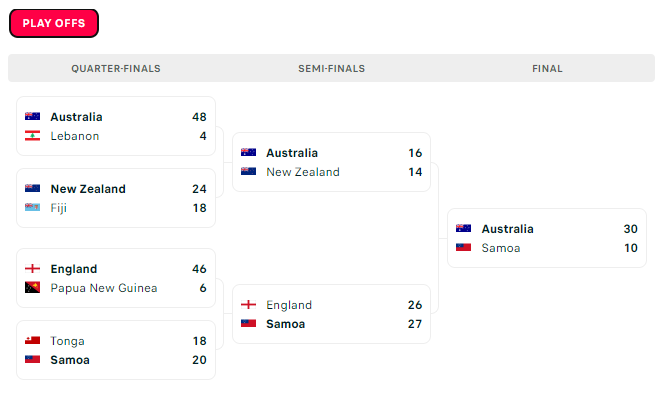 PLAY OFFS
QUARTER-FINALS SEMI-FINALS FINAL
Australia 48
Lebanon 4
New Zealand 24
Fiji 18
England 46
Papua New Guinea 6
Tonga 18
Samoa 20
Australia 16
New Zealand 14
England 26
Samoa 27
Australia 30
Samoa 10